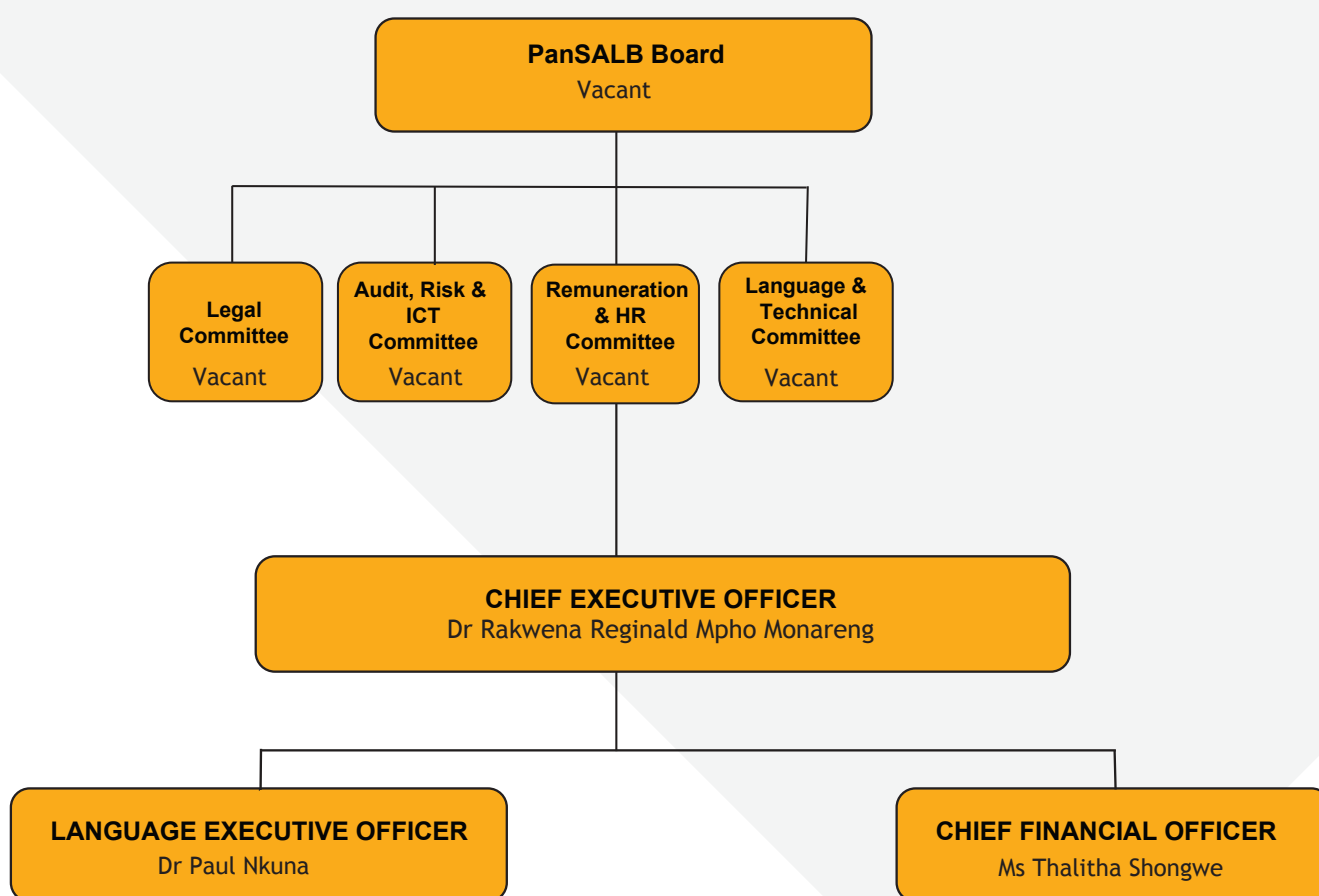 PanSALB Board
Vacant
Legal
Committee
Vacant
Audit, Risk &
ICT
Committee
Vacant
Remuneration
& HR
Committee
Vacant
Language &
Technical
Committee
Vacant
CHIEF EXECUTIVE OFFICER
Dr Rakwena Reginald Mpho Monareng
LANGUAGE EXECUTIVE OFFICER
Dr Paul Nkuna
CHIEF FINANCIAL OFFICER
Ms Thalitha Shongwe